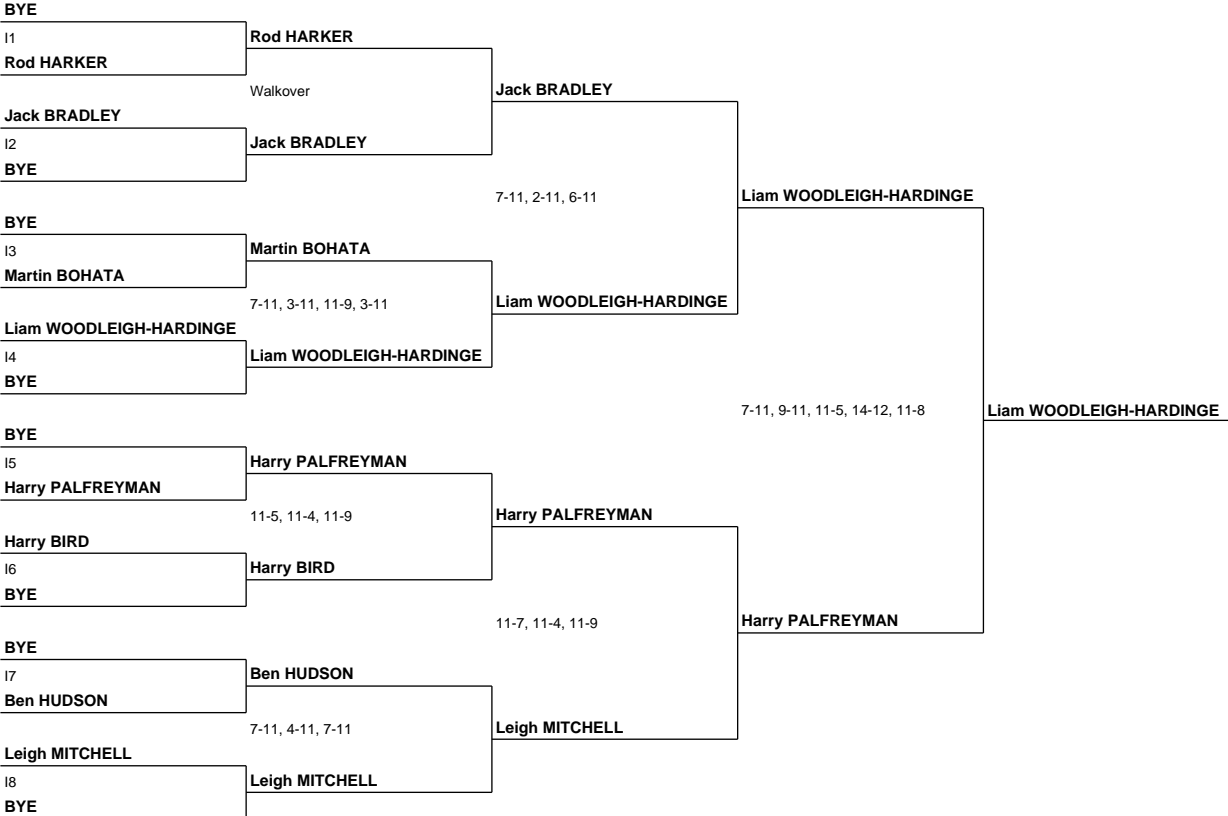 BYE
I1
Rod HARKER
Rod HARKER
Walkover
Jack BRADLEY
Jack BRADLEY
I2
Jack BRADLEY
BYE
7-11, 2-11, 6-11
Liam WOODLEIGH-HARDINGE
BYE
I3
Martin BOHATA
Martin BOHATA
7-11, 3-11, 11-9, 3-11
Liam WOODLEIGH-HARDINGE
Liam WOODLEIGH-HARDINGE
I4
Liam WOODLEIGH-HARDINGE
BYE
7-11, 9-11, 11-5, 14-12, 11-8
Liam WOODLEIGH-HARDINGE
BYE
I5
Harry PALFREYMAN
Harry PALFREYMAN
11-5, 11-4, 11-9
Harry PALFREYMAN
Harry BIRD
I6
Harry BIRD
BYE
11-7, 11-4, 11-9
Harry PALFREYMAN
BYE
I7
Ben HUDSON
Ben HUDSON
7-11, 4-11, 7-11
Leigh MITCHELL
Leigh MITCHELL
I8
Leigh MITCHELL
BYE